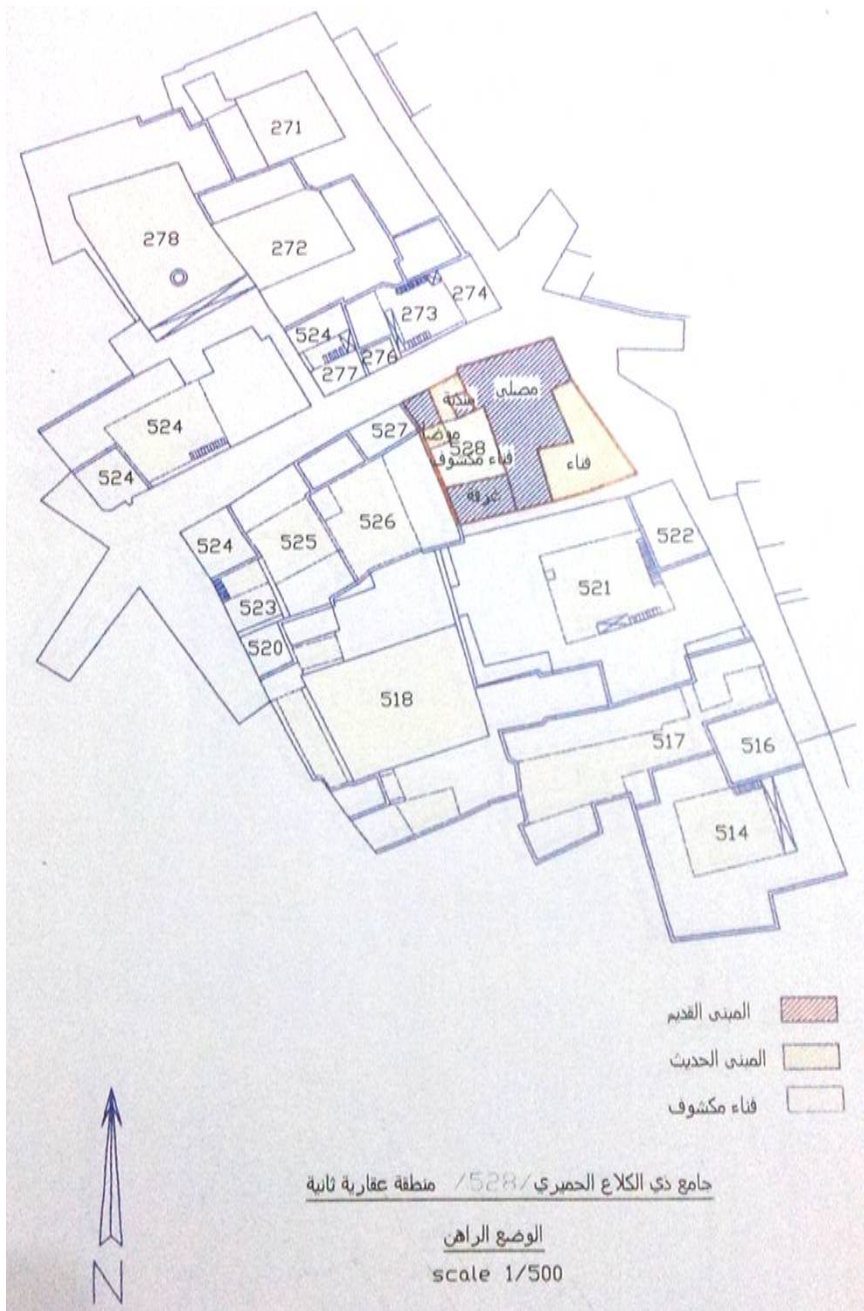 271
278
272
274
273
524
276
277
مصلى
ميتة
527
524
موضأ
528
فناء مكشوف
فناء
524
غرفة
526
522
524
525
521
523
520
518
517
516
514
المبنى القديم
المبنى الحديث
فناء مكشوف
جامع ذي الكلاع الحميري /528/ منطقة عقارية ثانية
الوضع الراهن
scale 1/500
N